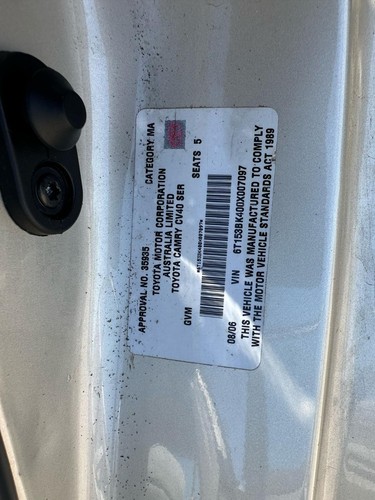 APPROVAL NO. 35935 CATEGORY MA
TOYOTA MOTOR CORPORATION
AUSTRALIA LIMITED
TOYOTA CAMRY CV40 SER
GVM SEATS 5
08/06 VIN 6T153BK400X007097
THIS VEHICLE WAS MANUFACTURED TO COMPLY
WITH THE MOTOR VEHICLE STANDARDS ACT 1989